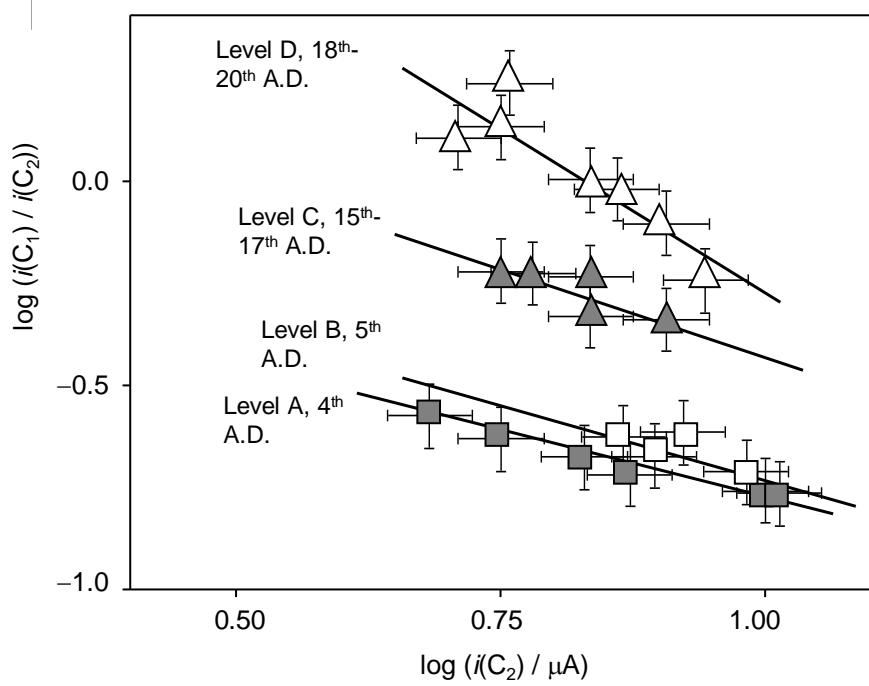 Level D, 18th-
20th A.D.
0.0
Level C, 15th-
17th A.D.
log (i(C1) / i(C2))
Level B, 5th
A.D.
−0.5
Level A, 4th
A.D.
−1.0
0.50 0.75 1.00
log (i(C2) / μA)